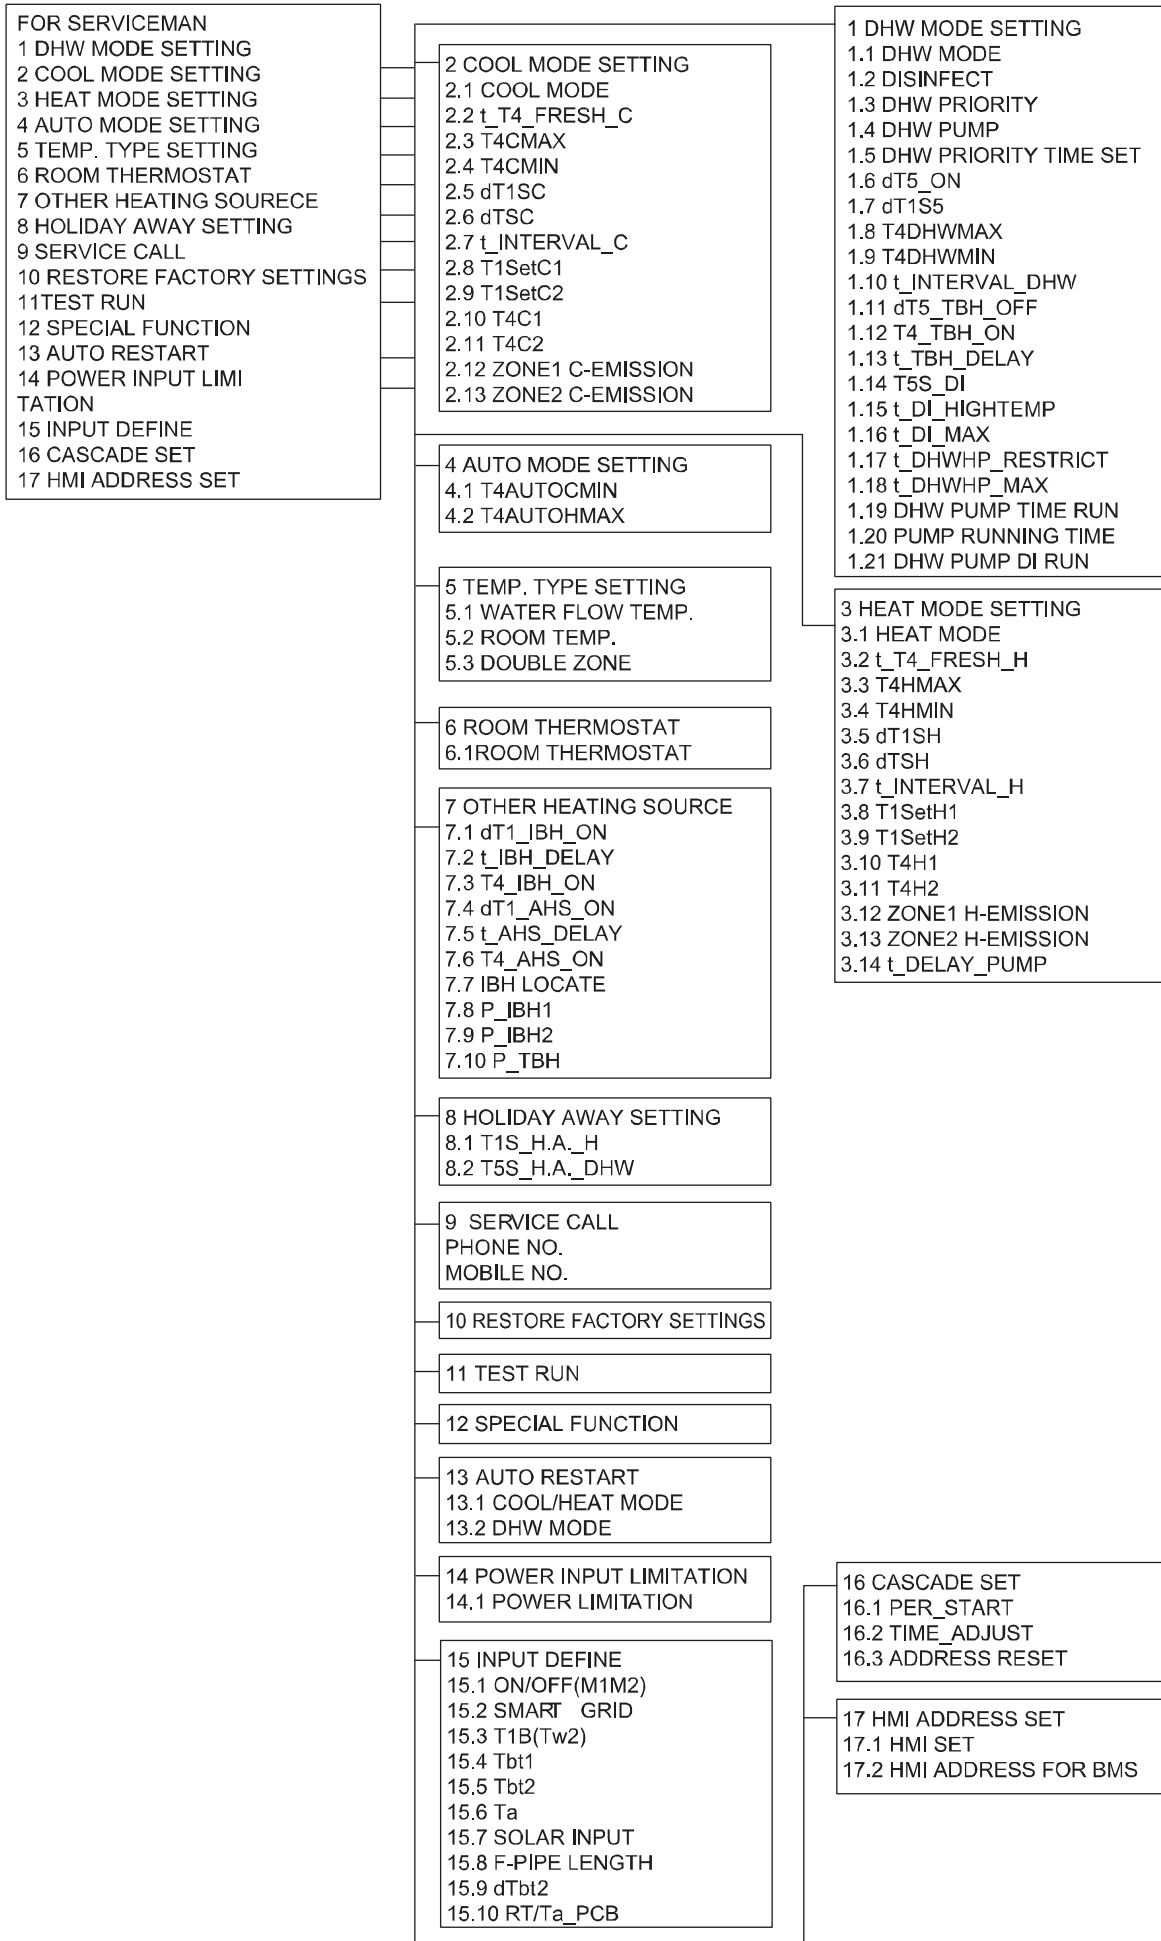 FOR SERVICEMAN
1 DHW MODE SETTING
2 COOL MODE SETTING
3 HEAT MODE SETTING
4 AUTO MODE SETTING
5 TEMP. TYPE SETTING
6 ROOM THERMOSTAT
7 OTHER HEATING SOURECE
8 HOLIDAY AWAY SETTING
9 SERVICE CALL
10 RESTORE FACTORY SETTINGS
11TEST RUN
12 SPECIAL FUNCTION
13 AUTO RESTART
14 POWER INPUT LIMI
TATION
15 INPUT DEFINE
16 CASCADE SET
17 HMI ADDRESS SET
1 DHW MODE SETTING
1.1 DHW MODE
1.2 DISINFECT
1.3 DHW PRIORITY
1.4 DHW PUMP
1.5 DHW PRIORITY TIME SET
1.6 dT5_ON
1.7 dT1S5
1.8 T4DHWMAX
1.9 T4DHWMIN
1.10 t_INTERVAL_DHW
1.11 dT5_TBH_OFF
1.12 T4_TBH_ON
1.13 t_TBH_DELAY
1.14 T5S_DI
1.15 t_DI_HIGHTEMP
1.16 t_DI_MAX
1.17 t_DHWHP_RESTRICT
1.18 t_DHWHP_MAX
1.19 DHW PUMP TIME RUN
1.20 PUMP RUNNING TIME
1.21 DHW PUMP DI RUN
2 COOL MODE SETTING
2.1 COOL MODE
2.2 t_T4_FRESH_C
2.3 T4CMAX
2.4 T4CMIN
2.5 dT1SC
2.6 dTSC
2.7 t_INTERVAL_C
2.8 T1SetC1
2.9 T1SetC2
2.10 T4C1
2.11 T4C2
2.12 ZONE1 C-EMISSION
2.13 ZONE2 C-EMISSION
3 HEAT MODE SETTING
3.1 HEAT MODE
3.2 t_T4_FRESH_H
3.3 T4HMAX
3.4 T4HMIN
3.5 dT1SH
3.6 dTSH
3.7 t_INTERVAL_H
3.8 T1SetH1
3.9 T1SetH2
3.10 T4H1
3.11 T4H2
3.12 ZONE1 H-EMISSION
3.13 ZONE2 H-EMISSION
3.14 t_DELAY_PUMP
4 AUTO MODE SETTING
4.1 T4AUTOCMIN
4.2 T4AUTOHMAX
5 TEMP. TYPE SETTING
5.1 WATER FLOW TEMP.
5.2 ROOM TEMP.
5.3 DOUBLE ZONE
6 ROOM THERMOSTAT
6.1ROOM THERMOSTAT
7 OTHER HEATING SOURCE
7.1 dT1_IBH_ON
7.2 t_IBH_DELAY
7.3 T4_IBH_ON
7.4 dT1_AHS_ON
7.5 t_AHS_DELAY
7.6 T4_AHS_ON
7.7 IBH LOCATE
7.8 P_IBH1
7.9 P_IBH2
7.10 P_TBH
8 HOLIDAY AWAY SETTING
8.1 T1S_H.A._H
8.2 T5S_H.A._DHW
9 SERVICE CALL
PHONE NO.
MOBILE NO.
10 RESTORE FACTORY SETTINGS
11 TEST RUN
12 SPECIAL FUNCTION
13 AUTO RESTART
13.1 COOL/HEAT MODE
13.2 DHW MODE
14 POWER INPUT LIMITATION
14.1 POWER LIMITATION
15 INPUT DEFINE
15.1 ON/OFF(M1M2)
15.2 SMART GRID
15.3 T1B(Tw2)
15.4 Tbt1
15.5 Tbt2
15.6 Ta
15.7 SOLAR INPUT
15.8 F-PIPE LENGTH
15.9 dTbt2
15.10 RT/Ta_PCB
16 CASCADE SET
16.1 PER_START
16.2 TIME_ADJUST
16.3 ADDRESS RESET
17 HMI ADDRESS SET
17.1 HMI SET
17.2 HMI ADDRESS FOR BMS